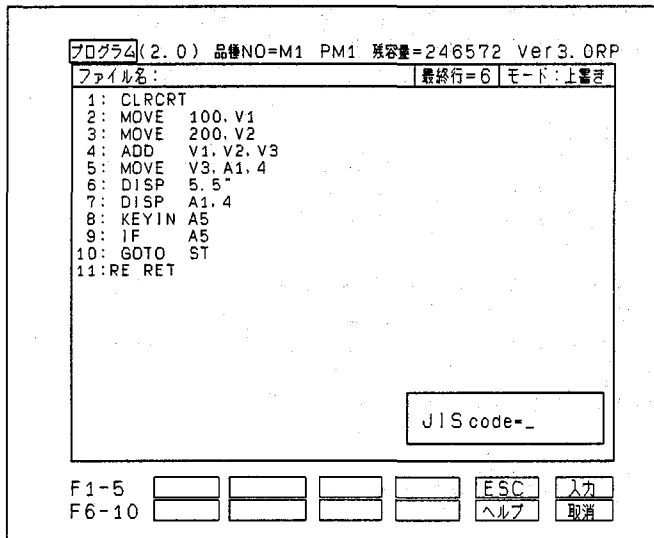 プログラム(2.0) 品種NO=M1 PM1 残容量=246572 Ver3.0RP
ファイル名: 最終行=6 モード:上書き
1: CLRCRT
2: MOVE 100,V1
3: MOVE 200,V2
4: ADD V1,V2,V3
5: MOVE V3,A1,4
6: DISP 5.5"
7: DISP A1.4
8: KEYIN A5
9: IF A5
10: GOTO ST
11:RE RET
JIS code=_
F1-5 ESC 入力
F6-10 ヘルプ 取消